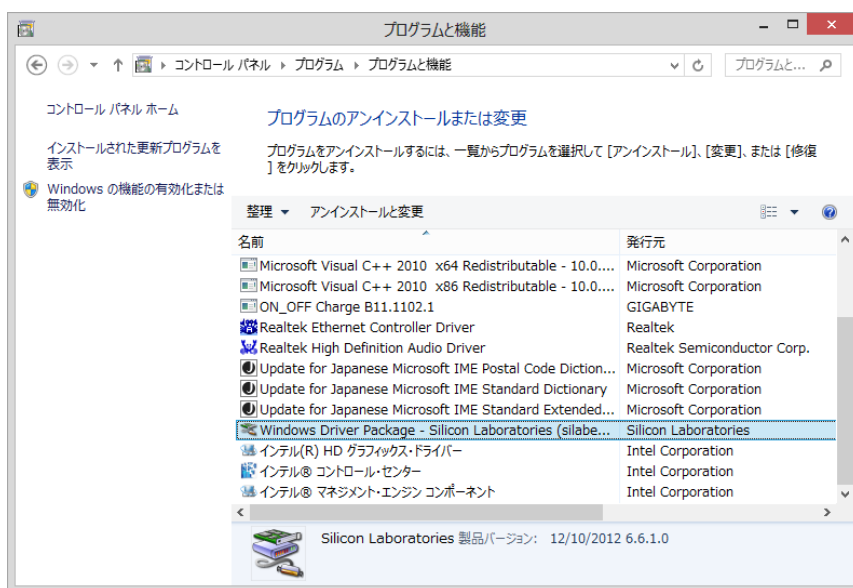 プログラムと機能
コントロール パネル プログラム プログラムと機能
プログラムと...
コントロール パネル ホーム
インストールされた更新プログラムを
表示
Windows の機能の有効化または
無効化
プログラムのアンインストールまたは変更
プログラムをアンインストールするには、一覧からプログラムを選択して [アンインストール]、[変更]、または [修復
] をクリックします。
整理 アンインストールと変更
名前 発行元
Microsoft Visual C++ 2010 x64 Redistributable - 10.0.... Microsoft Corporation
Microsoft Visual C++ 2010 x86 Redistributable - 10.0.... Microsoft Corporation
ON_OFF Charge B11.1102.1 GIGABYTE
Realtek Ethernet Controller Driver Realtek
Realtek High Definition Audio Driver Realtek Semiconductor Corp.
Update for Japanese Microsoft IME Postal Code Diction... Microsoft Corporation
Update for Japanese Microsoft IME Standard Dictionary Microsoft Corporation
Update for Japanese Microsoft IME Standard Extended... Microsoft Corporation
Windows Driver Package - Silicon Laboratories (silabe... Silicon Laboratories
インテル(R) HD グラフィックス・ドライバー Intel Corporation
インテル® コントロール・センター Intel Corporation
インテル® マネジメント・エンジン コンポーネント Intel Corporation
Silicon Laboratories 製品バージョン: 12/10/2012 6.6.1.0